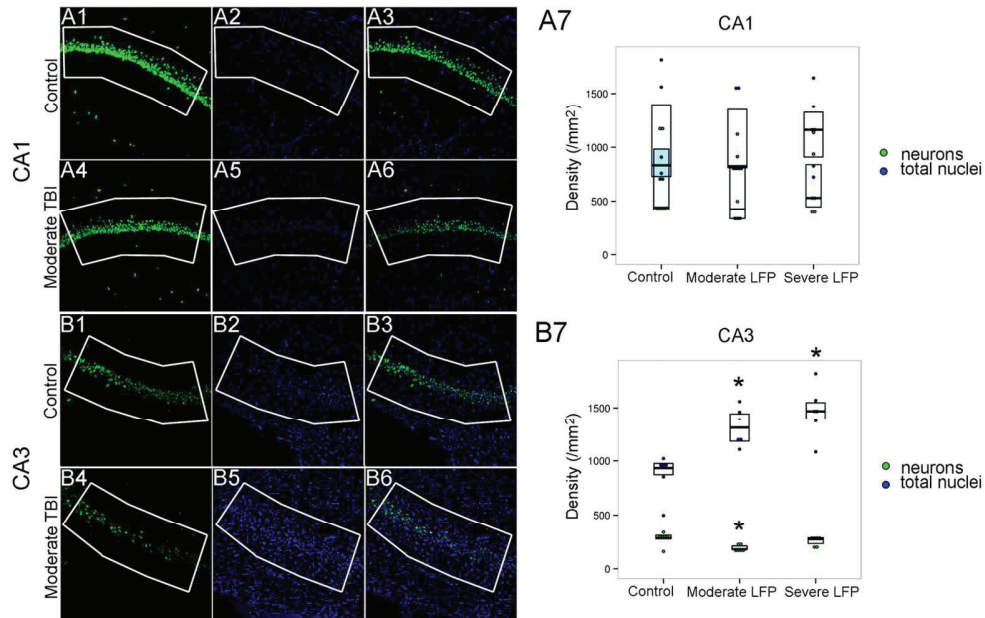 CA1
Control
A1
A2
A3
Moderate TBI
A4
A5
A6
CA3
Control
B1
B2
B3
Moderate TBI
B4
B5
B6
A7
CA1
Density (/mm2)
1500
1000
500
0
Control
Moderate LFP
Severe LFP
neurons
total nuclei
B7
CA3
Density (/mm2)
1500
1000
500
0
*
*
*
Control
Moderate LFP
Severe LFP
neurons
total nuclei